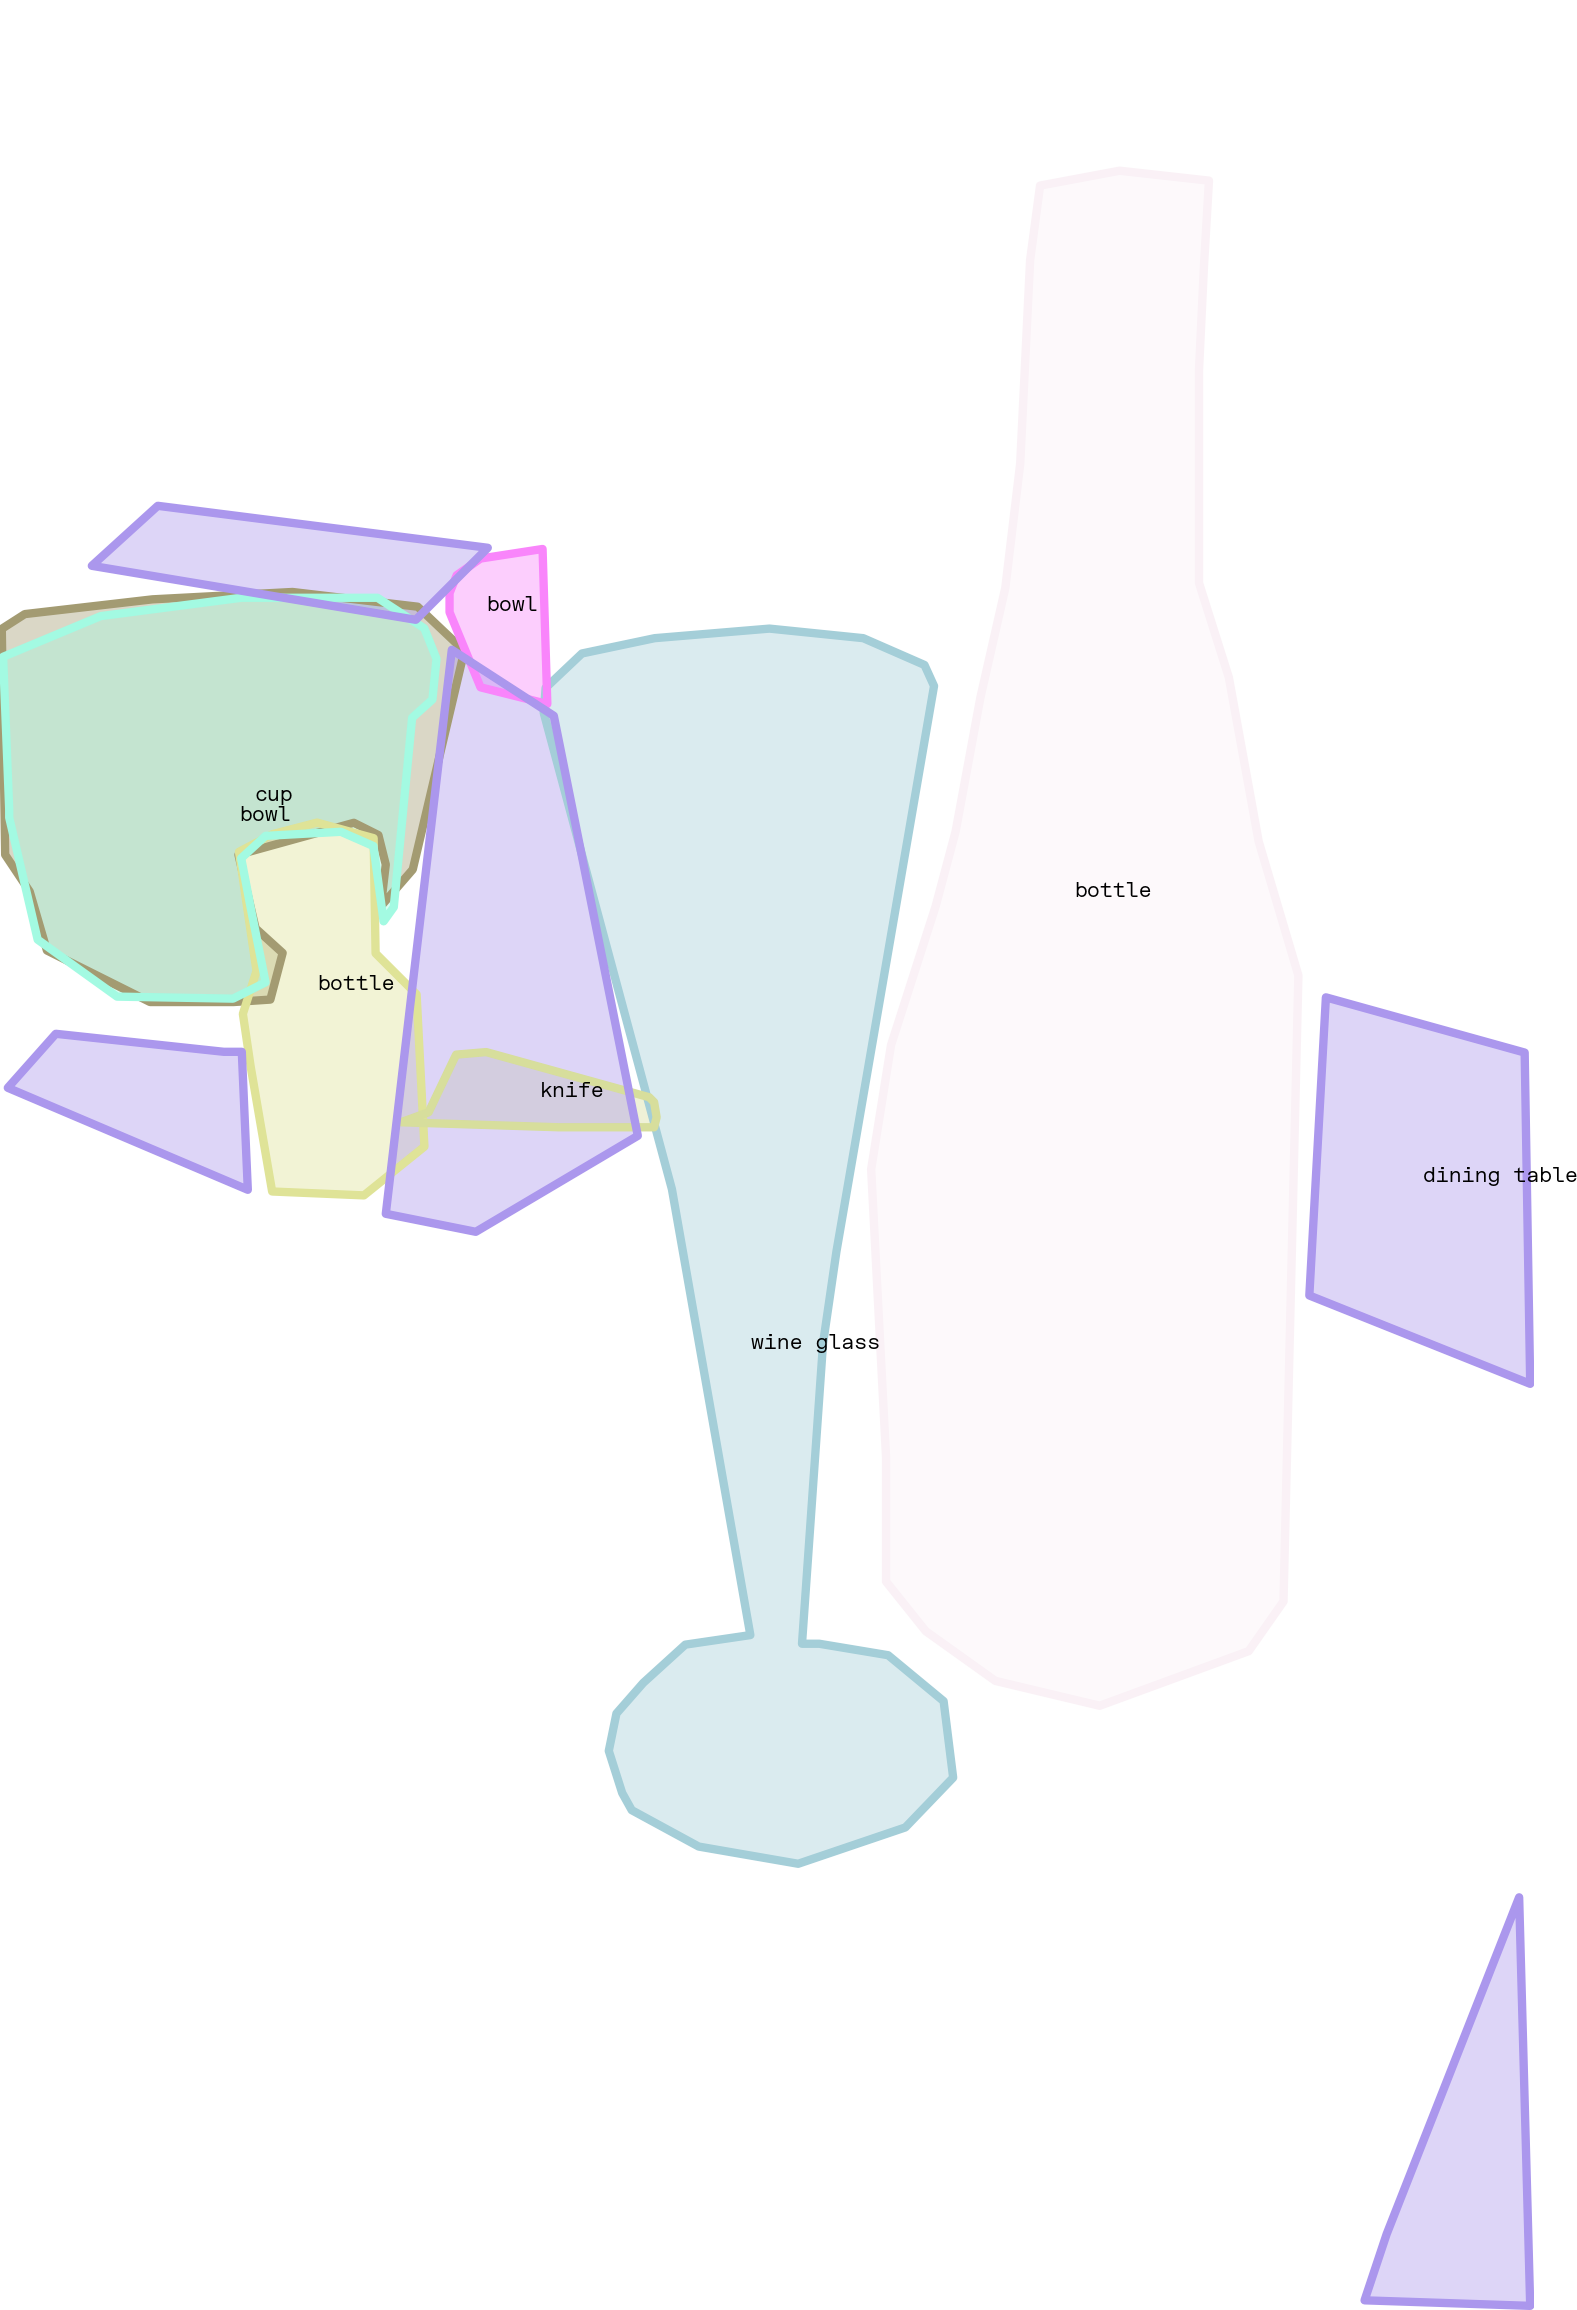 bowl
cup
bowl
bottle
bottle
knife
dining table
wine glass